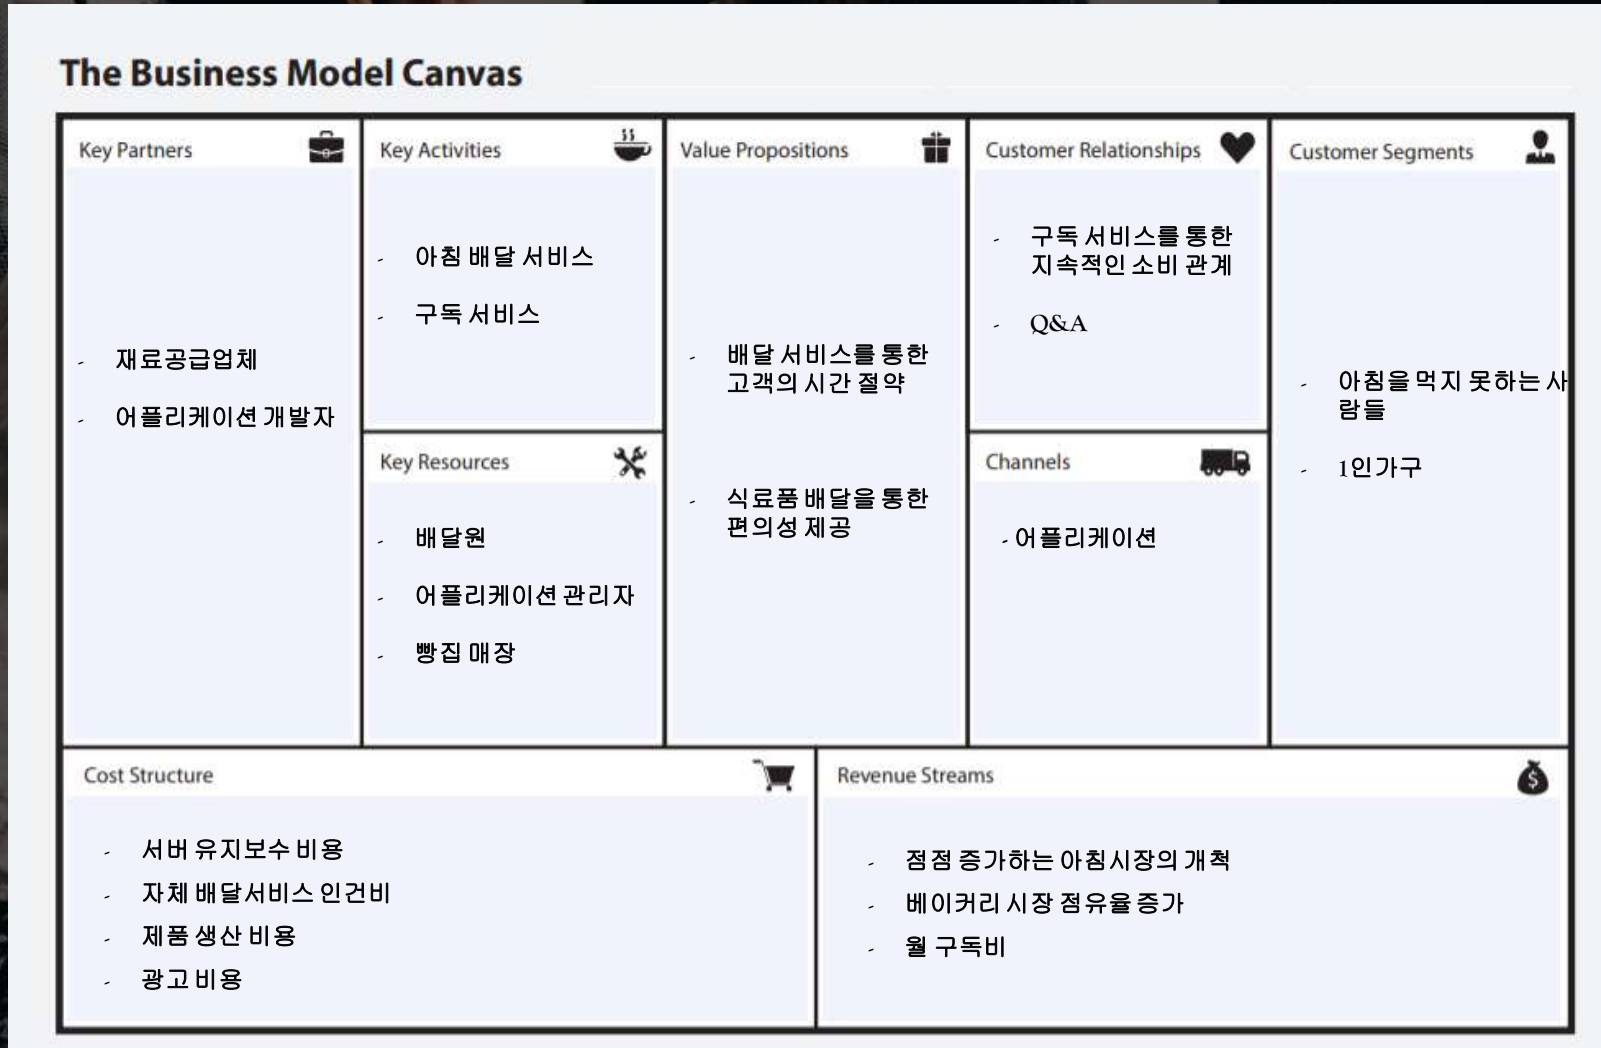 The Business Model Canvas
Key Partners
- 재료공급업체
- 어플리케이션 개발자
Key Activities
- 아침 배달 서비스
- 구독 서비스
Key Resources
- 배달원
- 어플리케이션 관리자
- 빵집 매장
Value Propositions
- 배달 서비스를 통한
고객의 시간 절약
- 식료품 배달을 통한
편의성 제공
Customer Relationships
- 구독 서비스를 통한
지속적인 소비 관계
- Q&A
Channels
- 어플리케이션
Customer Segments
- 아침을 먹지 못하는 사
람들
- 1인가구
Cost Structure
- 서버 유지보수 비용
- 자체 배달서비스 인건비
- 제품 생산 비용
- 광고 비용
Revenue Streams
- 점점 증가하는 아침시장의 개척
- 베이커리 시장 점유율 증가
- 월 구독비